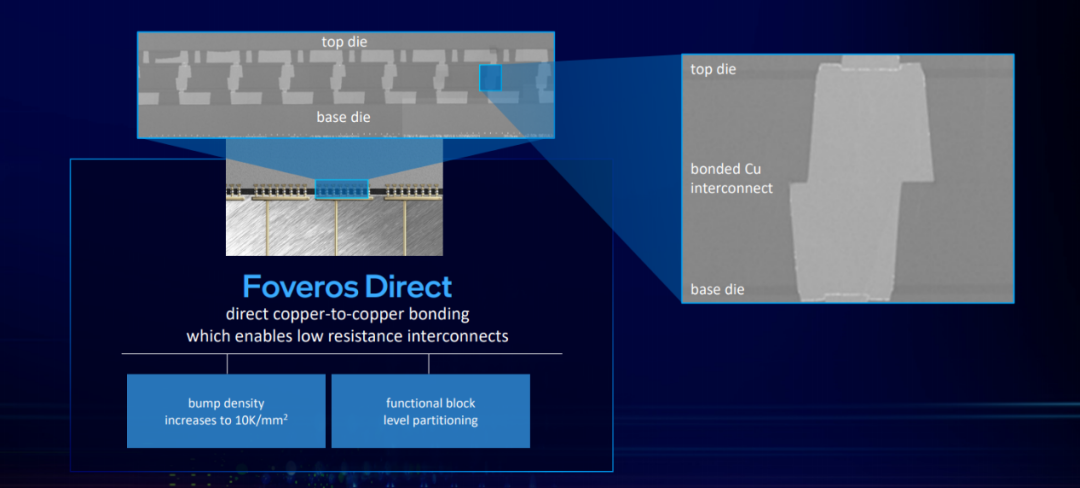 top die
base die
top die
bonded Cu
interconnect
base die
Foveros Direct
direct copper-to-copper bonding
which enables low resistance interconnects
bump density
increases to 10K/mm²
functional block
level partitioning